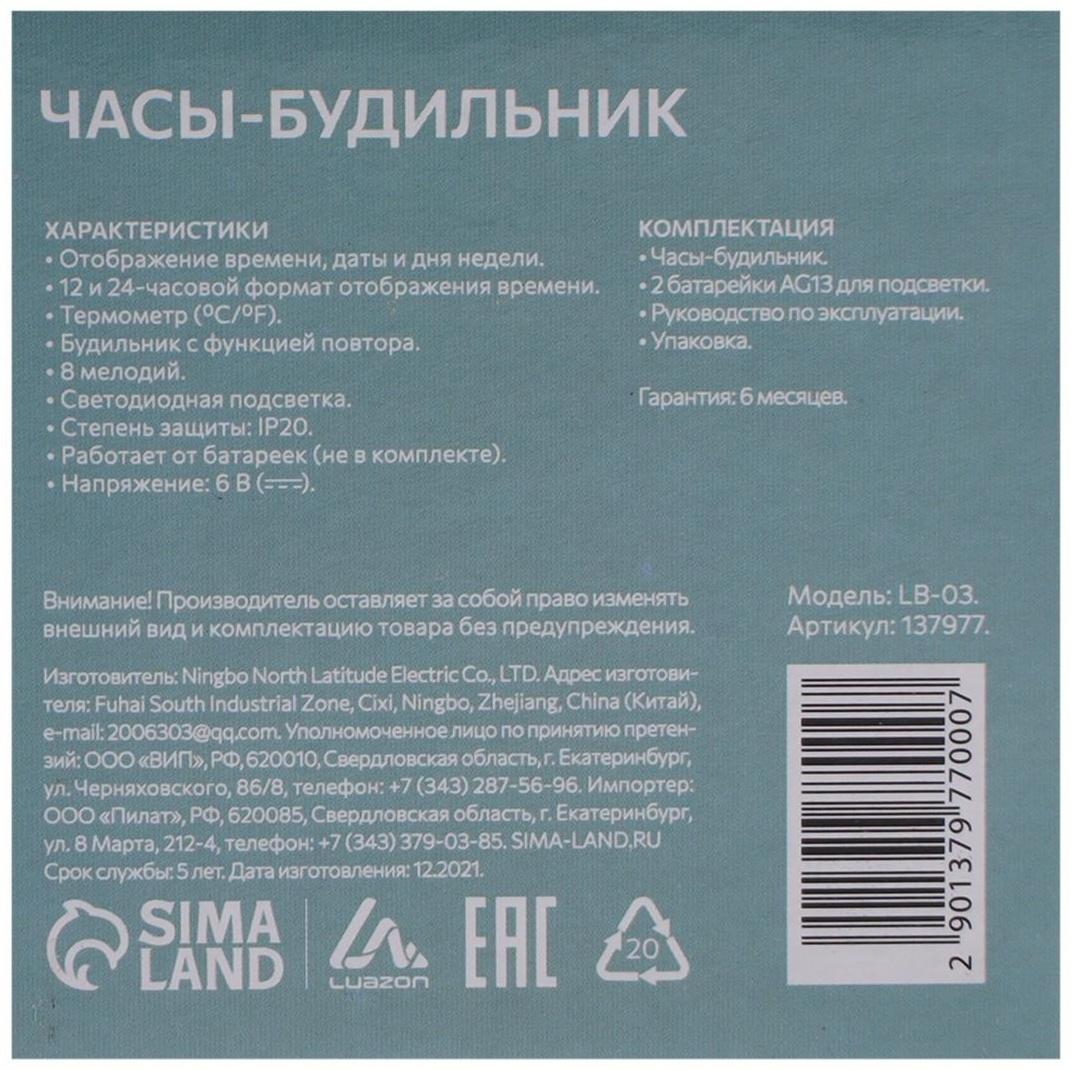 ЧАСЫ-БУДИЛЬНИК
ХАРАКТЕРИСТИКИ
• Отображение времени, даты и дня недели.
• 12 и 24-часовой формат отображения времени.
• Термометр (ºC/ºF).
• Будильник с функцией повтора.
• 8 мелодий.
• Светодиодная подсветка.
• Степень защиты: IP20.
• Работает от батареек (не в комплекте).
• Напряжение: 6 В (⎓).
КОМПЛЕКТАЦИЯ
• Часы-будильник.
• 2 батарейки AG13 для подсветки.
• Руководство по эксплуатации.
• Упаковка.
Гарантия: 6 месяцев.
Внимание! Производитель оставляет за собой право изменять
внешний вид и комплектацию товара без предупреждения.
Изготовитель: Ningbo North Latitude Electric Co., LTD. Адрес изготови-
теля: Fuhai South Industrial Zone, Cixi, Ningbo, Zhejiang, China (Китай),
e-mail: 2006303@qq.com. Уполномоченное лицо по принятию претен-
зий: ООО «ВИП», РФ, 620010, Свердловская область, г. Екатеринбург,
ул. Черняховского, 86/8, телефон: +7 (343) 287-56-96. Импортер:
ООО «Пилат», РФ, 620085, Свердловская область, г. Екатеринбург,
ул. 8 Марта, 212-4, телефон: +7 (343) 379-03-85. SIMA-LAND.RU
Срок службы: 5 лет. Дата изготовления: 12.2021.
Модель: LB-03.
Артикул: 137977.
2 901379 770007
SIMA
LAND
LUAZON
EAC
20